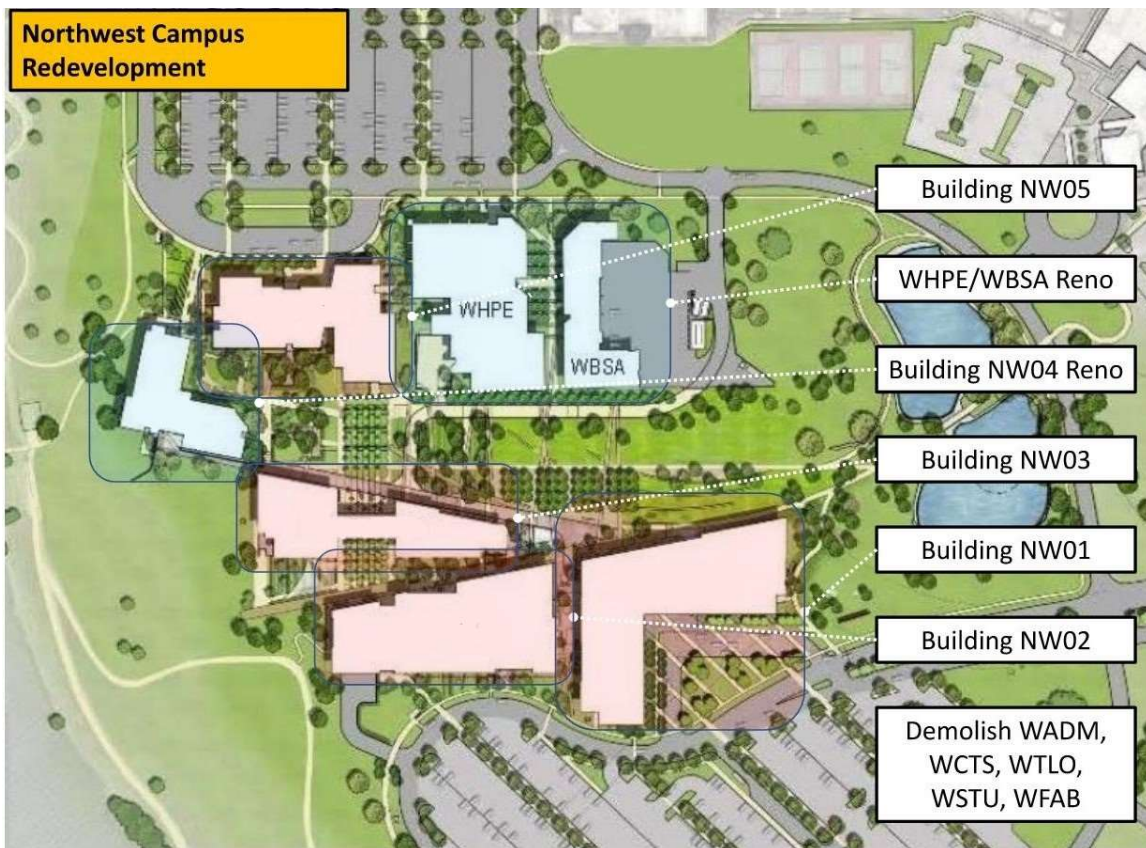 Northwest Campus
Redevelopment
Building NW05
WHPE/WBSA Reno
WHPE
Building NW04 Reno
WBSA
Building NW03
Building NW01
Building NW02
Demolish WADM,
WCTS, WTLO,
WSTU, WFAB